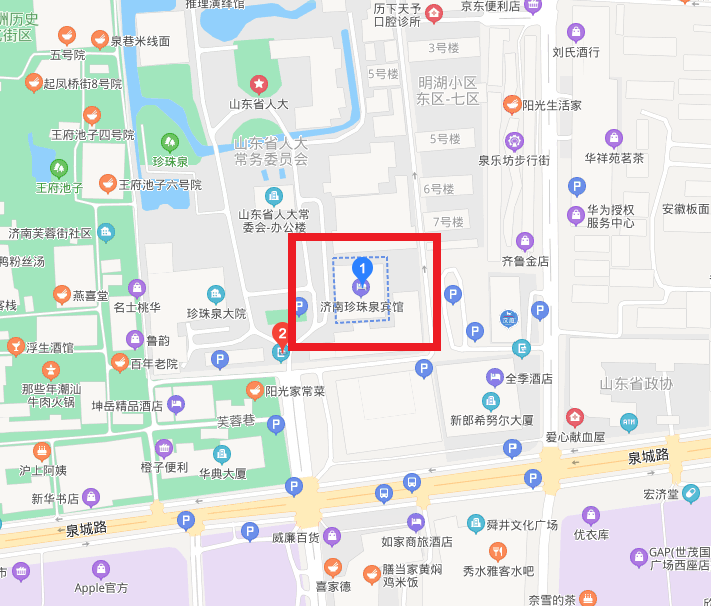 推理演绎馆
历下天予
口腔诊所
京东便利店
洲历史
街区
五号院
泉巷米线面
3号楼
刘氏酒行
5号楼
起凤桥街8号院
明湖小区
东区-七区
山东省人大
阳光生活家
王府池子四号院
山东省人大
常务委员会
5号楼
泉乐坊步行街
华祥苑茗茶
珍珠泉
王府池子
王府池子六号院
6号楼
山东省人大常
委会-办公楼
7号楼
华为授权
服务中心
安徽板面
济南芙蓉街社区
鸭粉丝汤
齐鲁金店
1
燕喜堂
名士桃华
珍珠泉大院
济南珍珠泉宾馆
客栈
浮生酒馆
鲁韵
2
百年老院
那些年潮汕
牛肉火锅
坤岳精品酒店
阳光家常菜
全季酒店
山东省政协
芙蓉巷
新郎希努尔大厦
爱心献血屋
ATM
沪上阿姨
橙子便利
华典大厦
泉城路
新华书店
宏济堂
泉城路
威廉百货
如家商旅酒店
舜井文化广场
优衣库
GAP(世茂国
广场西座店
秀水雅客水吧
市
Apple官方
喜家德
膳当家黄焖
鸡米饭
奈雪的茶